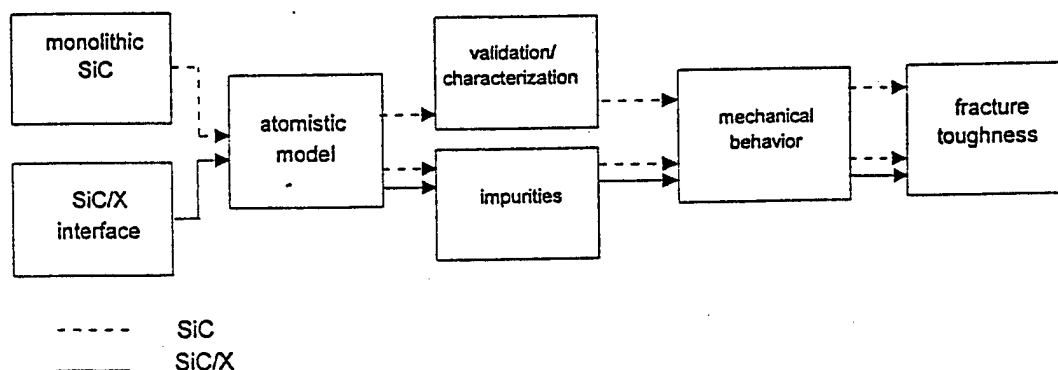 monolithic
SiC
SiC/X
interface
atomistic
model
validation/
characterization
impurities
mechanical
behavior
fracture
toughness
SiC
SiC/X